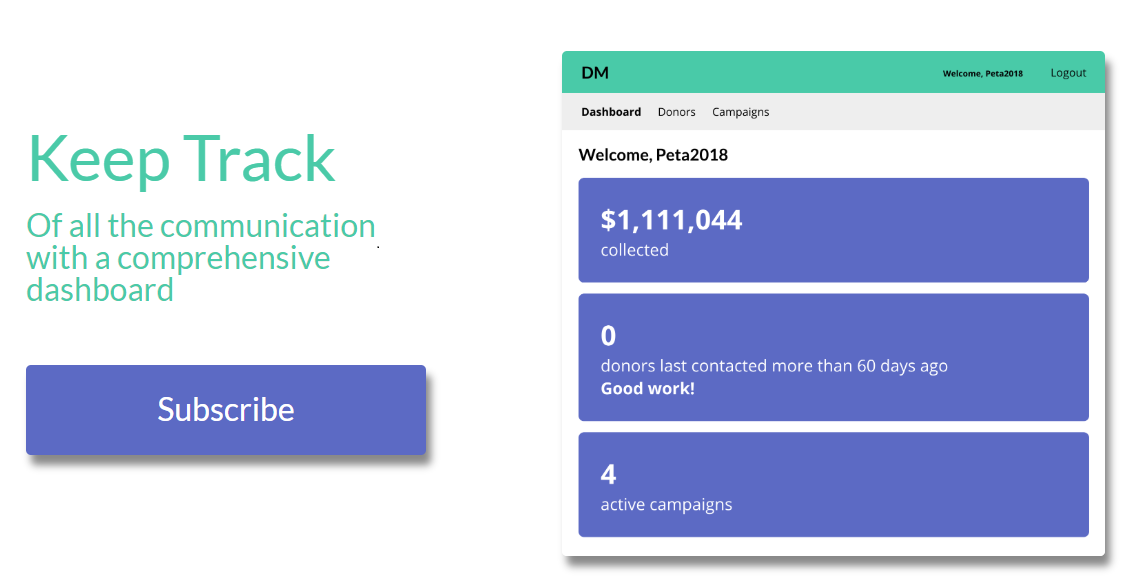 Keep Track
Of all the communication
with a comprehensive
dashboard
Subscribe
DM
Welcome, Peta2018
Logout
Dashboard
Donors
Campaigns
Welcome, Peta2018
$1,111,044
collected
0
donors last contacted more than 60 days ago
Good work!
4
active campaigns